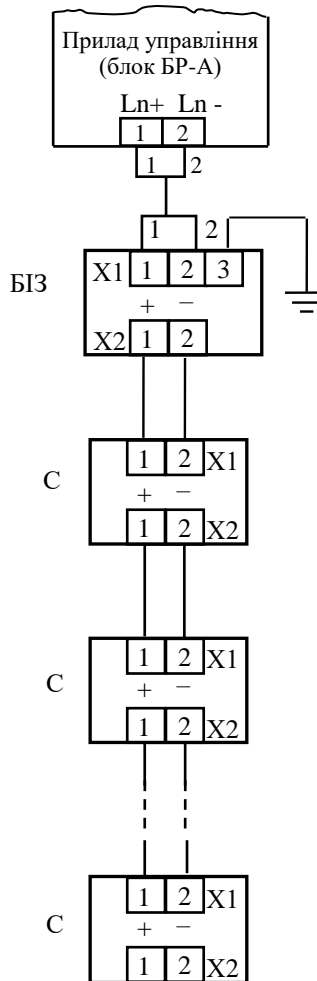 Прилад управління
(блок БР-А)
Ln+ Ln -
1 2
1 2
1 2
БІЗ
X1 1 2 3
+ −
X2 1 2
1 2 X1
С
+ −
1 2 X2
1 2 X1
С
+ −
1 2 X2
1 2 X1
С
+ −
1 2 X2